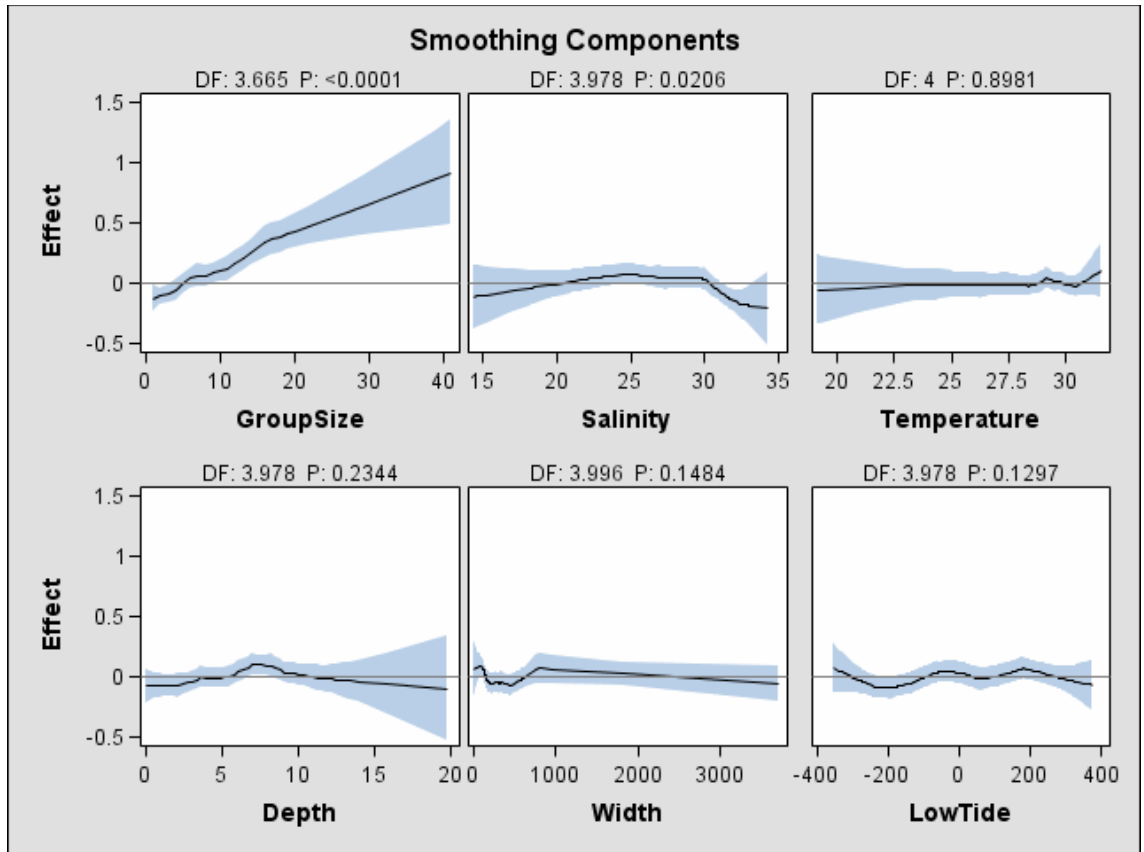 Smoothing Components
DF: 3.665 P: <0.0001
DF: 3.978 P: 0.0206
DF: 4 P: 0.8981
Effect
1.5
1
0.5
0
-0.5
0 10 20 30 40
15 20 25 30 35
20 22.5 25 27.5 30
GroupSize
Salinity
Temperature
DF: 3.978 P: 0.2344
DF: 3.996 P: 0.1484
DF: 3.978 P: 0.1297
Effect
1.5
1
0.5
0
-0.5
0 5 10 15 20
0 1000 2000 3000
-400 -200 0 200 400
Depth
Width
LowTide